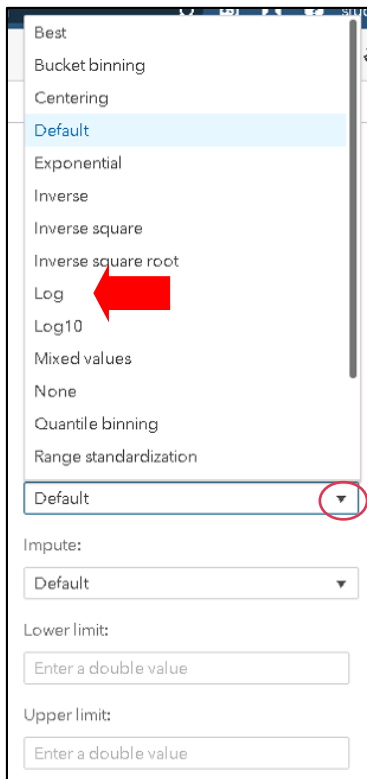 Best
Bucket binning
Centering
Default
Exponential
Inverse
Inverse square
Inverse square root
Log
Log10
Mixed values
None
Quantile binning
Range standardization
Default
Impute:
Default
Lower limit:
Enter a double value
Upper limit:
Enter a double value